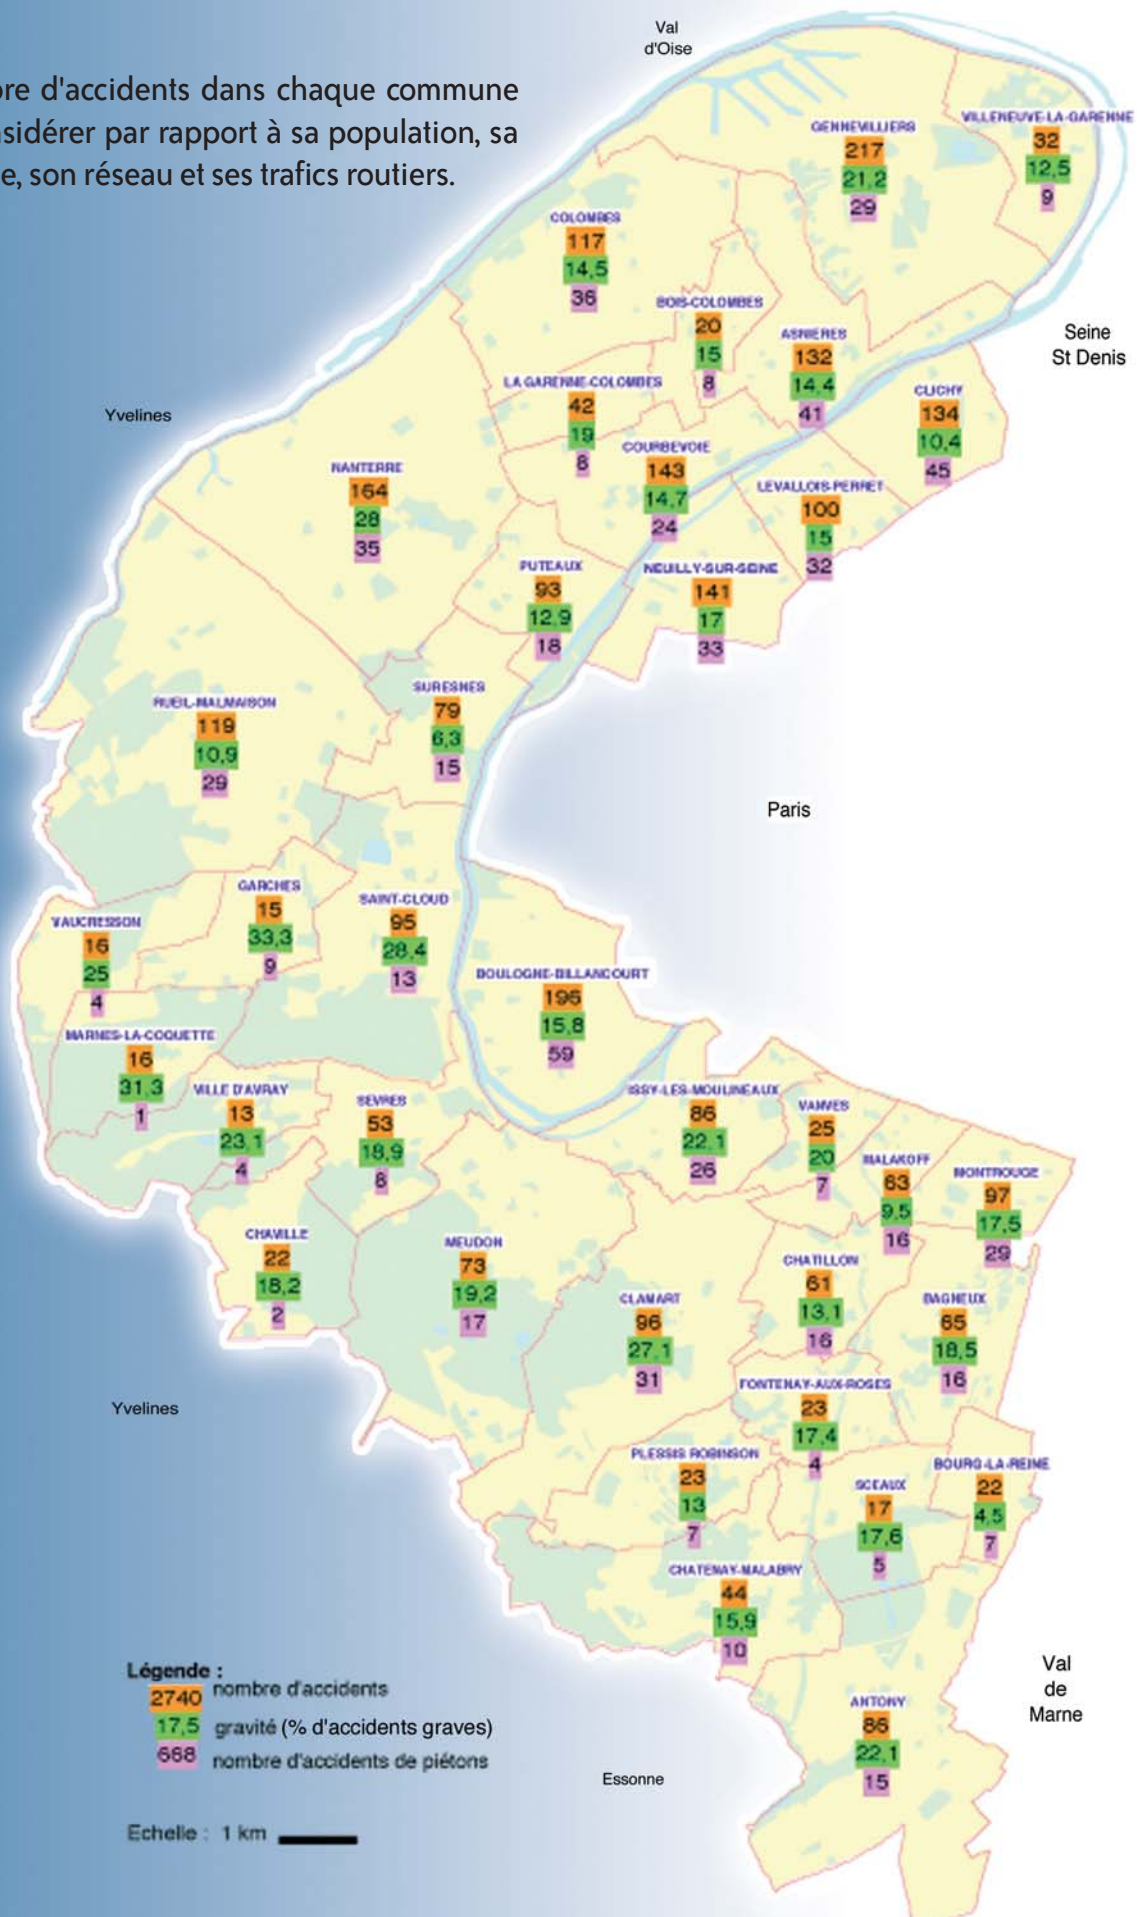 Val
d'Oise
bre d'accidents dans chaque commune
nsidérer par rapport à sa population, sa
e, son réseau et ses trafics routiers.
VILLENEUVE-LA-GARENNE
32
12,5
9
GENNEVILLIERS
217
21,2
29
COLOMBES
117
14,5
36
BOIS-COLOMBES
20
15
8
ASNIERES
132
14,4
41
Seine
St Denis
LA GARENNE-COLOMBES
42
19
8
CLICHY
134
10,4
45
Yvelines
COURBEVOIE
143
14,7
24
NANTERRE
164
28
35
LEVALLOIS-PERRET
100
15
32
PUTEAUX
93
12,9
18
NEUILLY-SUR-SEINE
141
17
33
SURESNES
79
6,3
15
RUEIL-MALMAISON
119
10,9
29
Paris
GARCHES
15
33,3
9
SAINT-CLOUD
95
28,4
13
VAUCRESSON
16
25
4
BOULOGNE-BILLANCOURT
196
15,8
59
MARNES-LA-COQUETTE
16
31,3
1
VILLE D'AVRAY
13
23,1
4
SEVRES
53
18,9
8
ISSY-LES-MOULINEAUX
86
22,1
26
VANVES
25
20
7
MALAKOFF
63
9,5
16
MONTROUGE
97
17,5
29
CHAVILLE
22
18,2
2
MEUDON
73
19,2
17
CHATILLON
61
13,1
16
CLAMART
96
27,1
31
BAGNEUX
65
18,5
16
FONTENAY-AUX-ROSES
23
17,4
4
Yvelines
PLESSIS ROBINSON
23
13
7
BOURG-LA-REINE
22
4,5
7
SCEAUX
17
17,6
5
CHATENAY-MALABRY
44
15,9
10
Val
de
Marne
ANTONY
86
22,1
15
Essonne
Légende :
2740 nombre d'accidents
17,5 gravité (% d'accidents graves)
668 nombre d'accidents de piétons
Echelle : 1 km